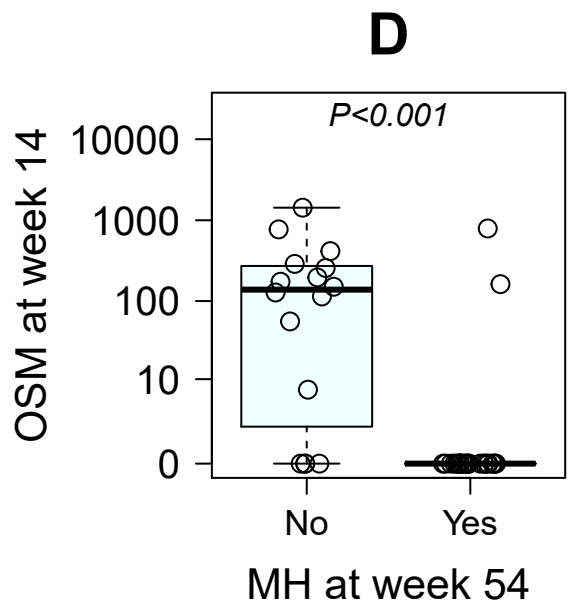 D
P<0.001
OSM at week 14
10000
1000
100
10
0
No
Yes
MH at week 54